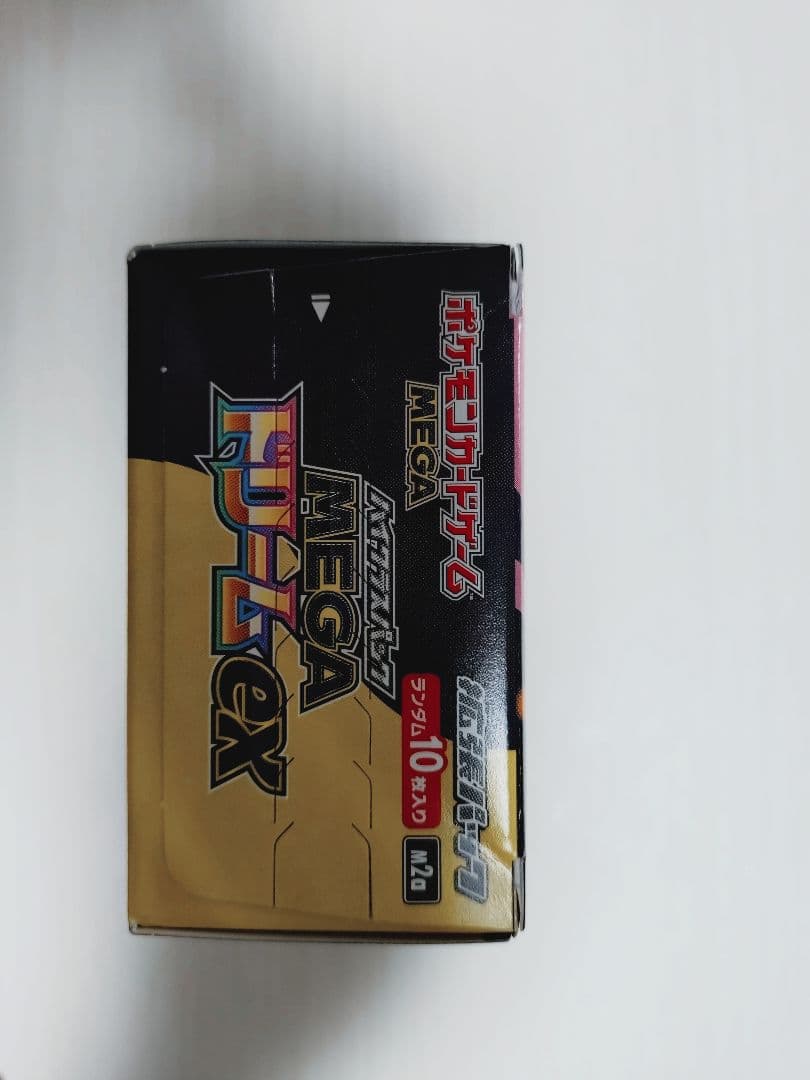 ポケモンカードゲーム
MEGA
拡張パック
ランダム10枚入り
M2a
ハイクラスパック
MEGA
ドリームex